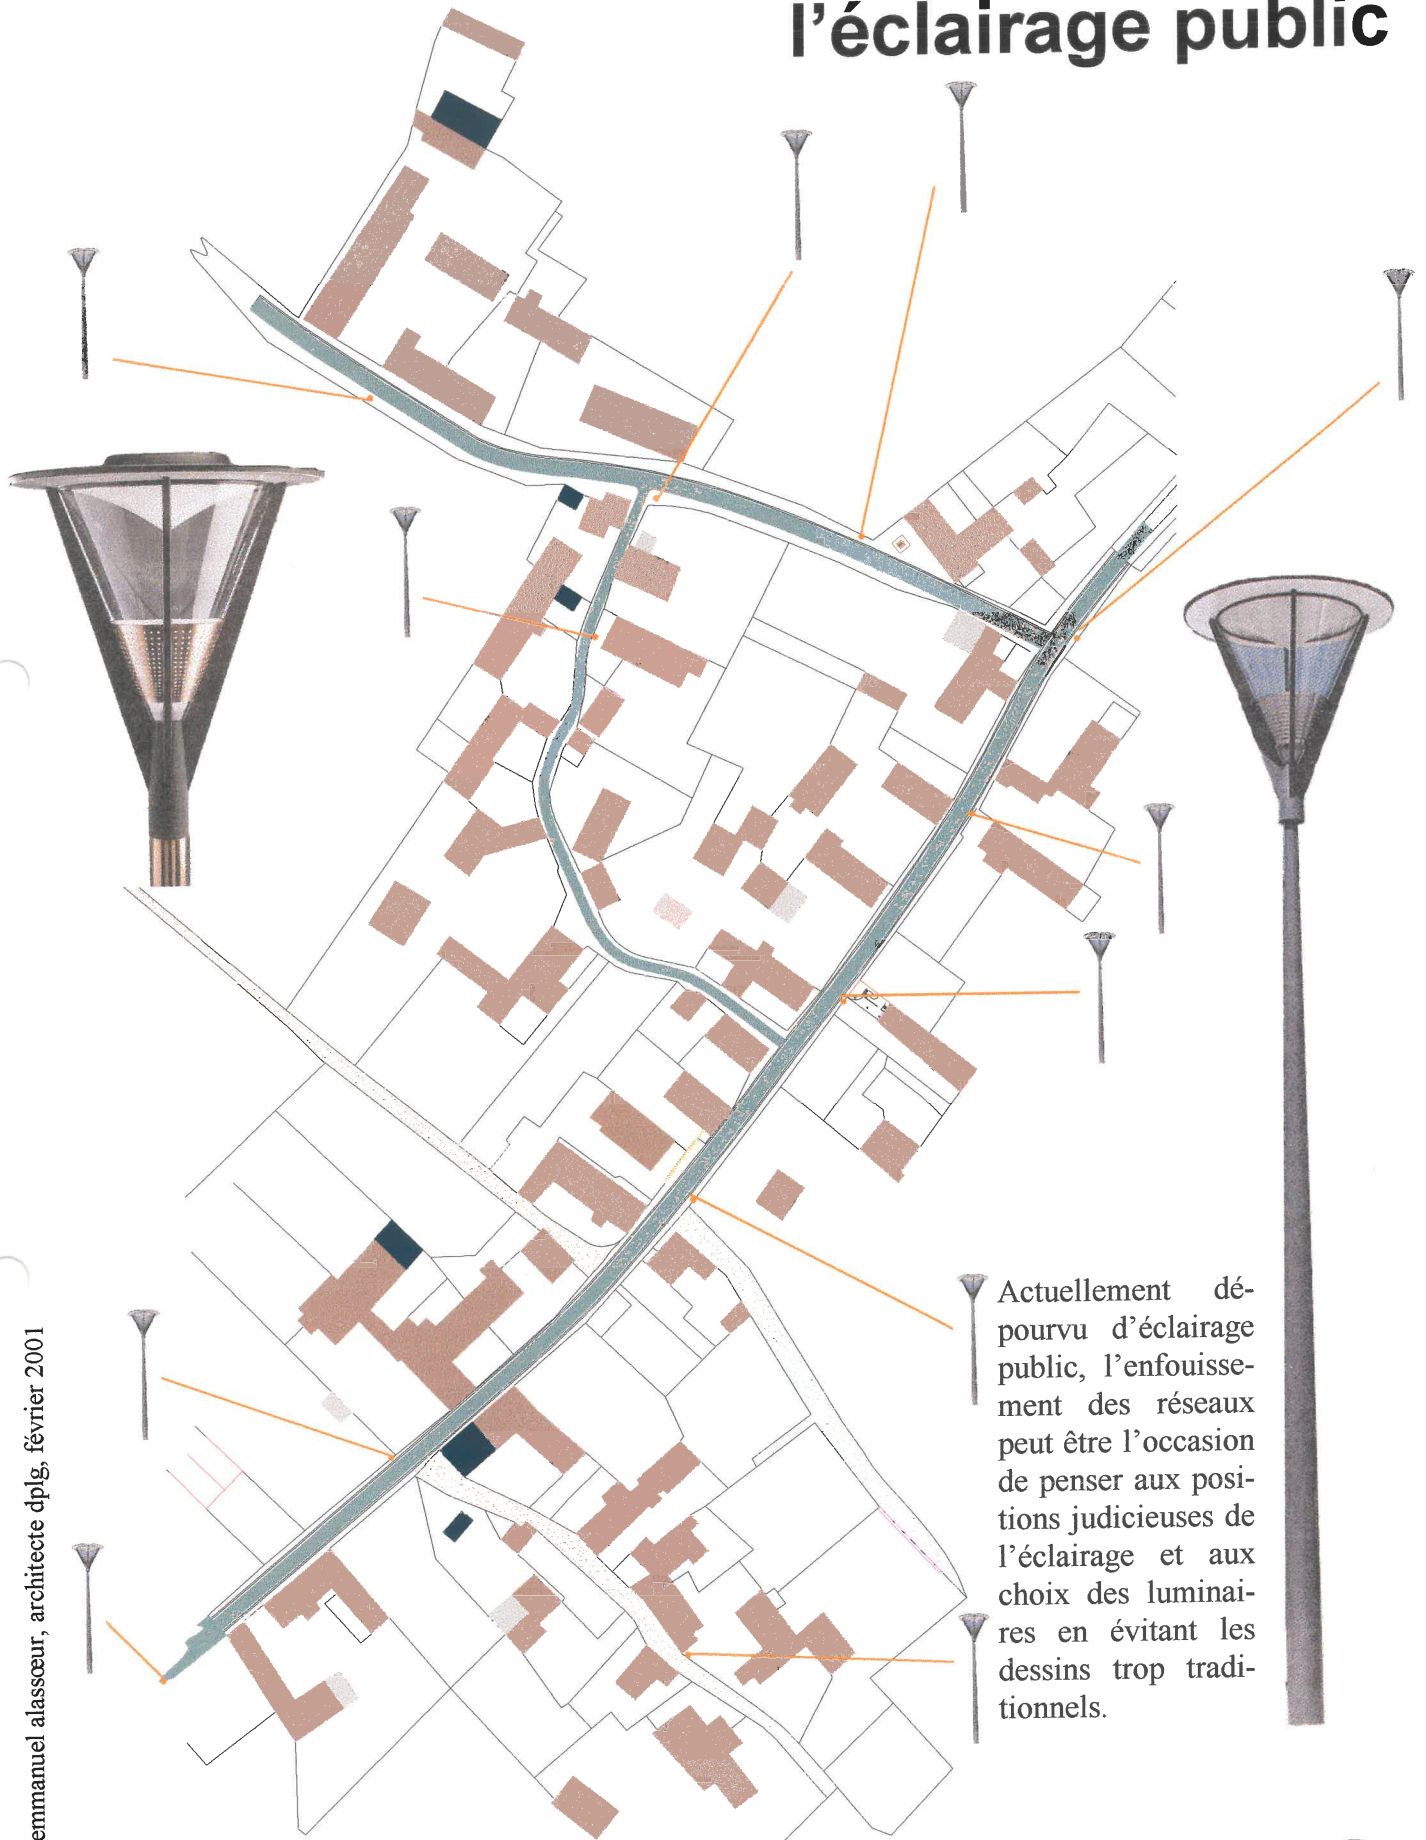 l’éclairage public
Actuellement dé-
pourvu d’éclairage
public, l’enfouisse-
ment des réseaux
peut être l’occasion
de penser aux posi-
tions judicieuses de
l’éclairage et aux
choix des luminai-
res en évitant les
dessins trop tradi-
tionnels.
emmanuel alassœur, architecte dplg, février 2001